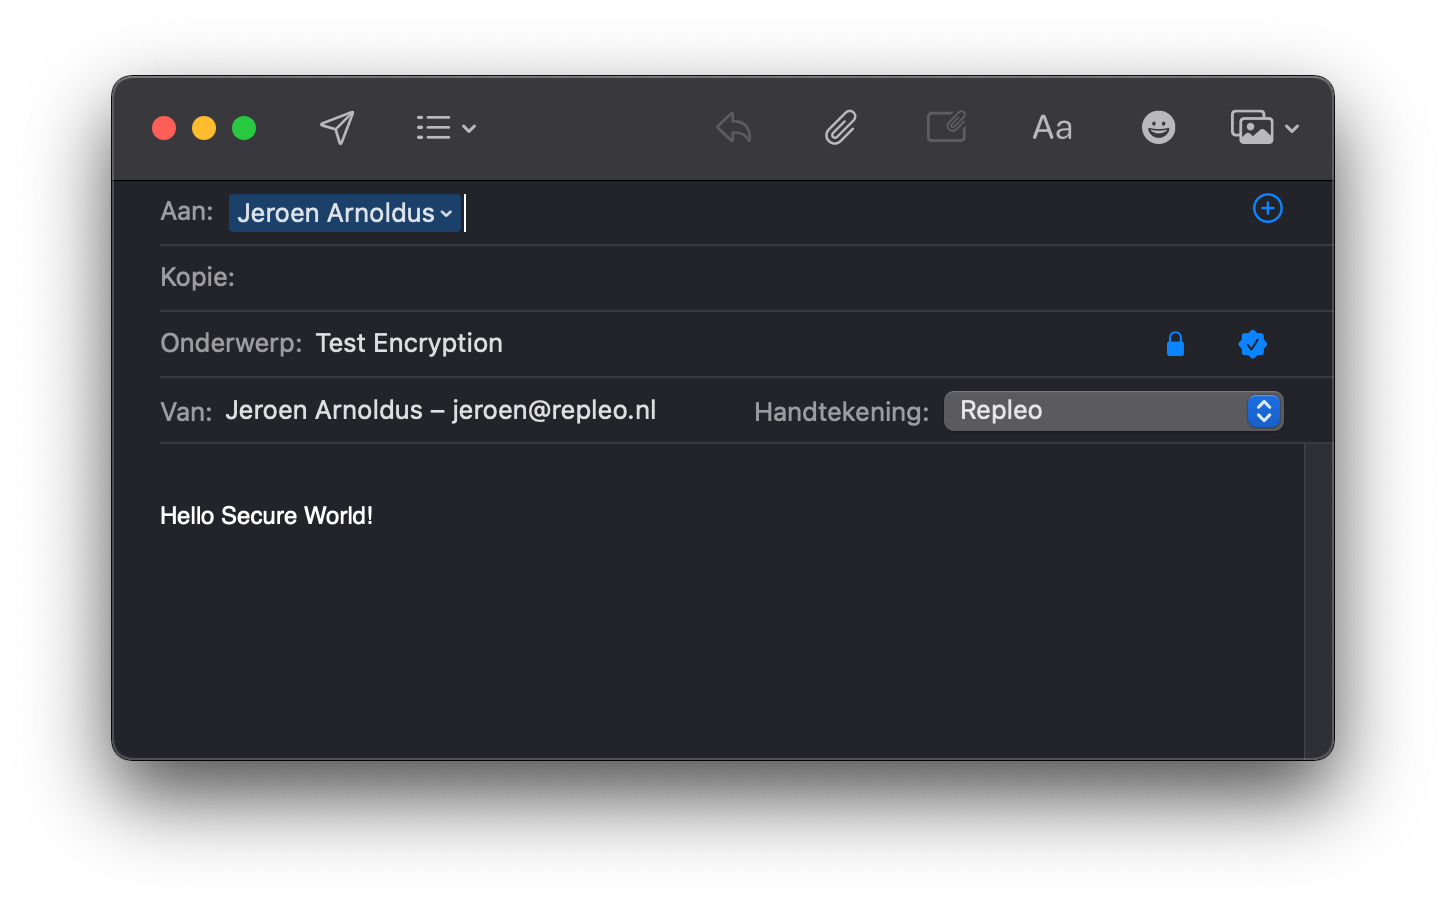 Aa
Aan: Jeroen Arnoldus
Kopie:
Onderwerp: Test Encryption
Van: Jeroen Arnoldus – jeroen@repleo.nl Handtekening: Repleo
Hello Secure World!